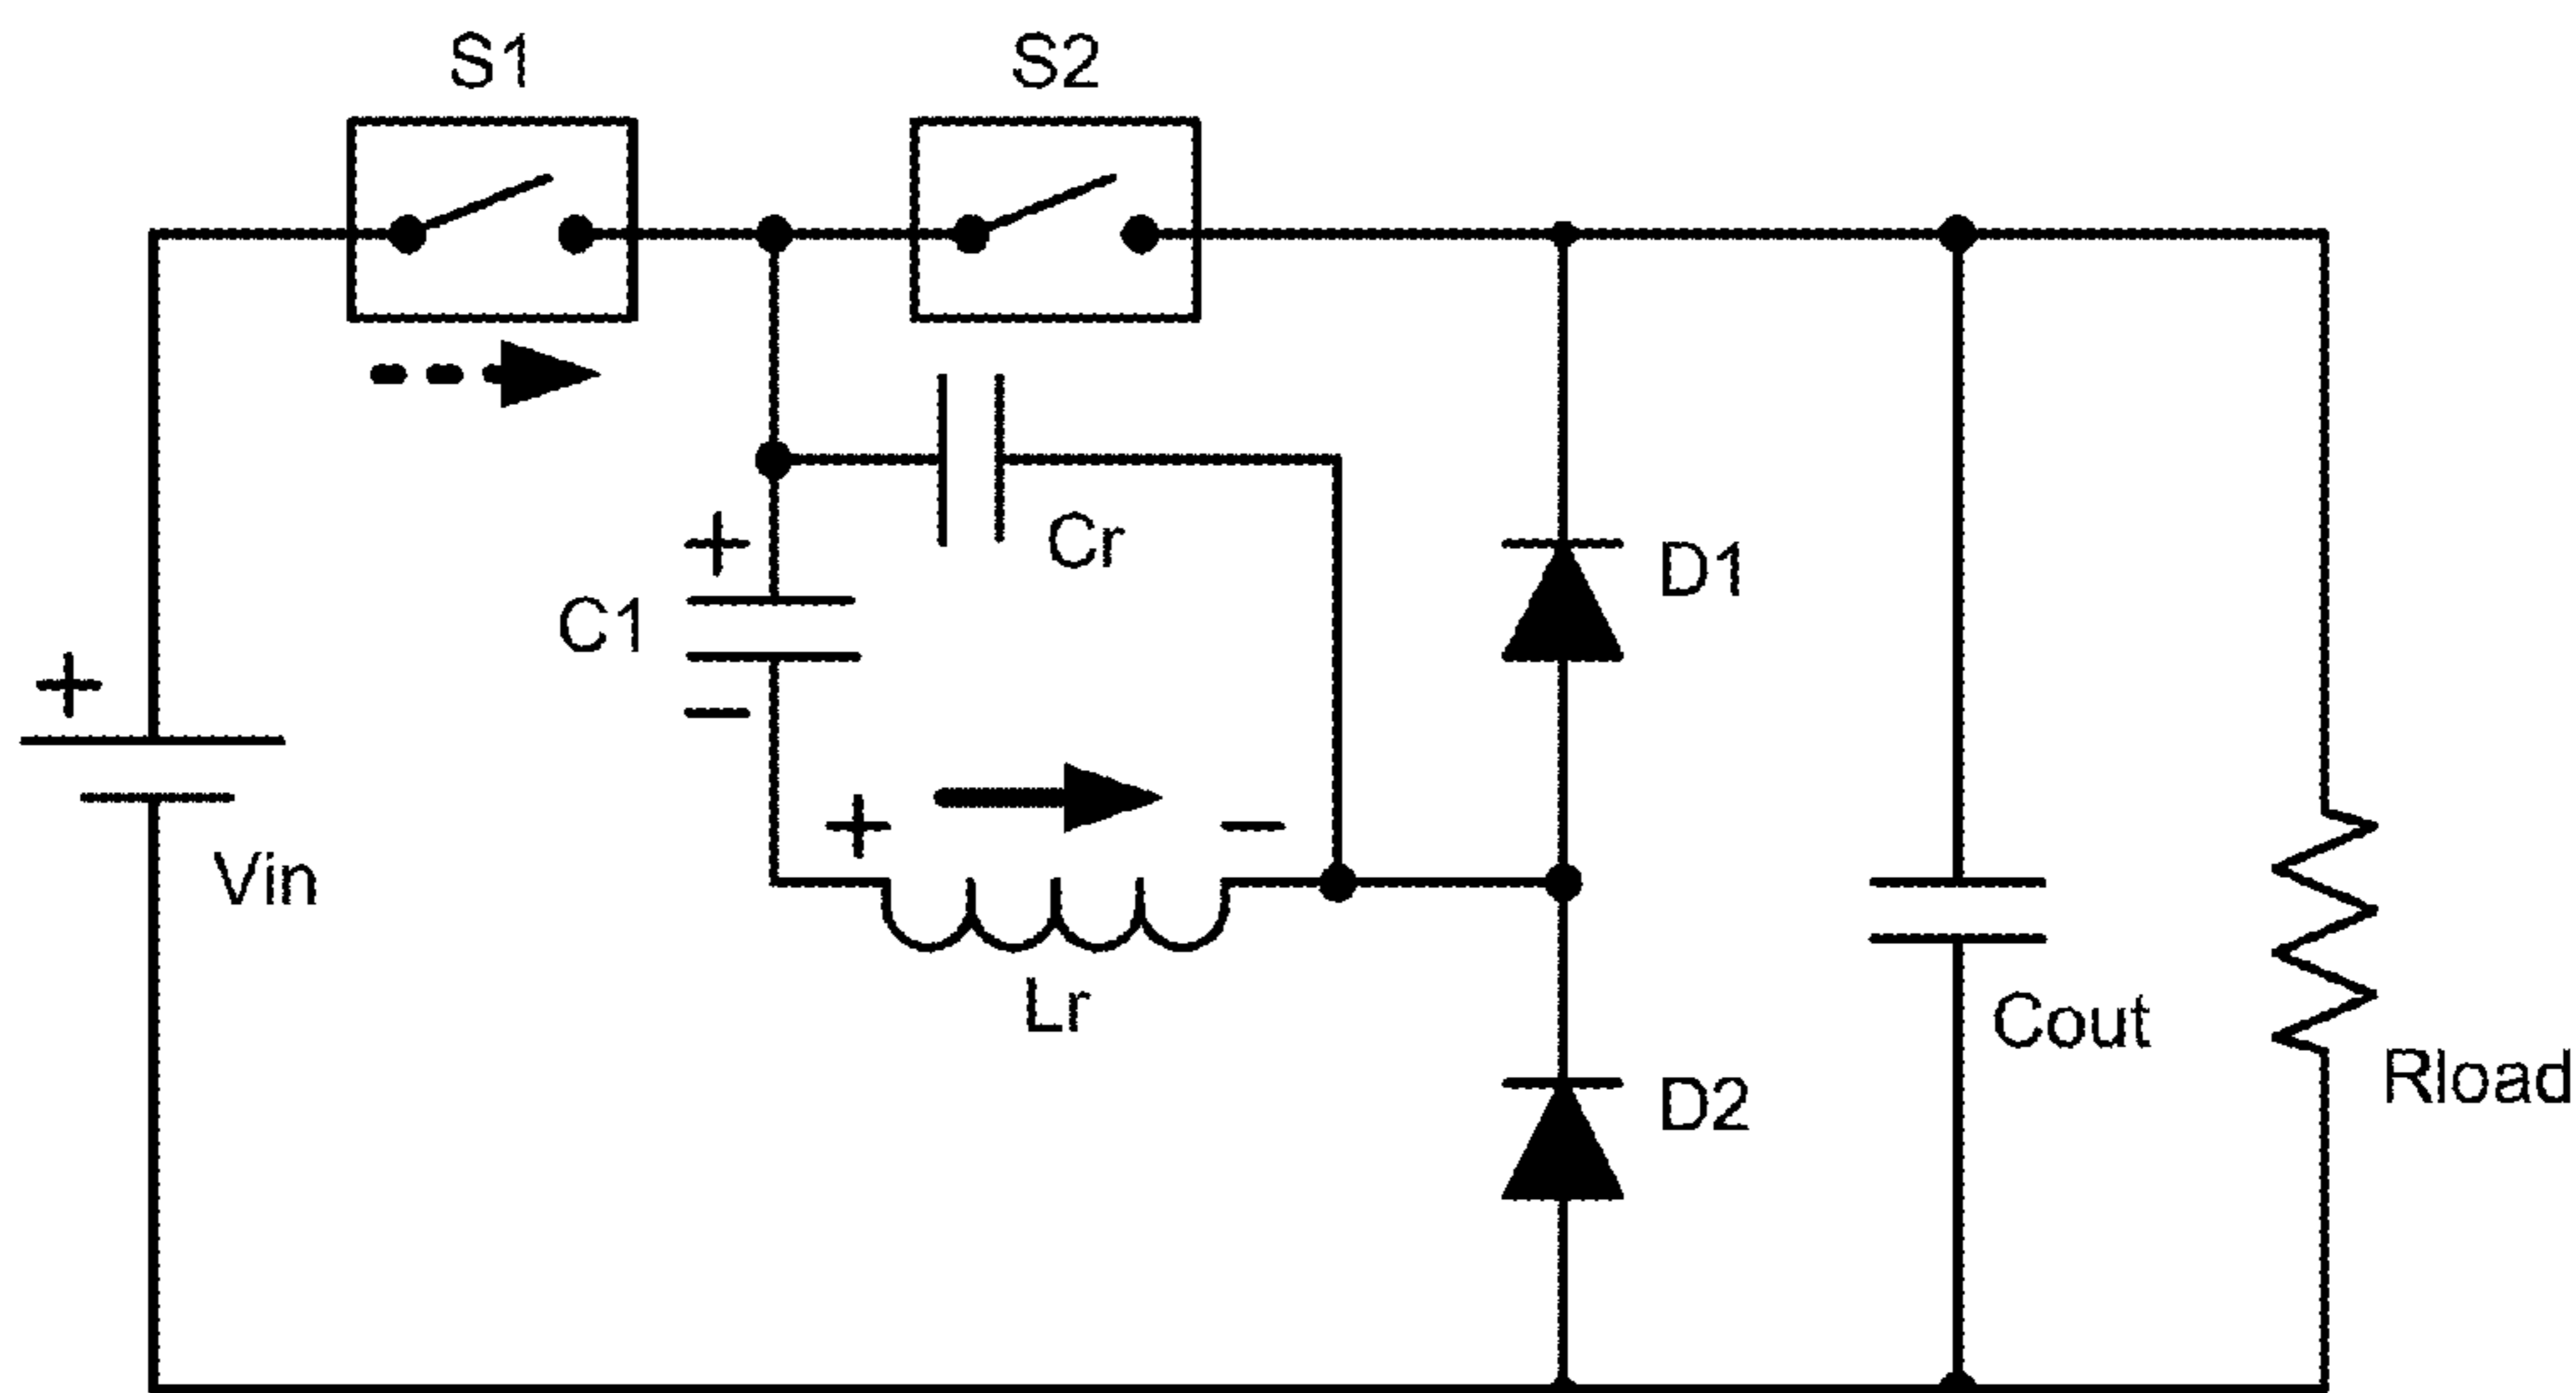 S1
S2
+
Cr
D1
C1
+
−
+
−
Vin
Lr
Cout
Rload
D2